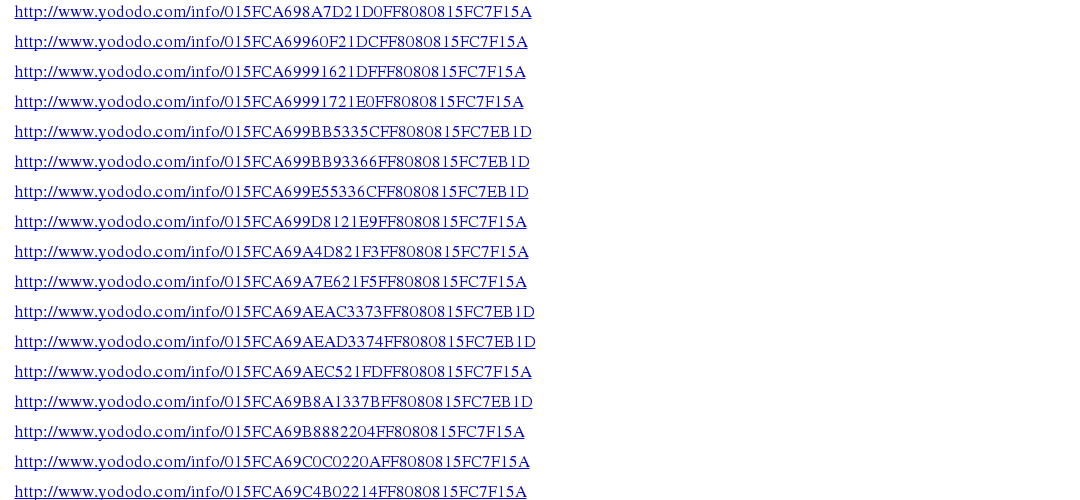 http://www.yododo.com/info/015FCA698A7D21D0FF8080815FC7F15A
http://www.yododo.com/info/015FCA69960F21DCFF8080815FC7F15A
http://www.yododo.com/info/015FCA69991621DFFF8080815FC7F15A
http://www.yododo.com/info/015FCA69991721E0FF8080815FC7F15A
http://www.yododo.com/info/015FCA699BB5335CFF8080815FC7EB1D
http://www.yododo.com/info/015FCA699BB93366FF8080815FC7EB1D
http://www.yododo.com/info/015FCA699E55336CFF8080815FC7EB1D
http://www.yododo.com/info/015FCA699D8121E9FF8080815FC7F15A
http://www.yododo.com/info/015FCA69A4D821F3FF8080815FC7F15A
http://www.yododo.com/info/015FCA69A7E621F5FF8080815FC7F15A
http://www.yododo.com/info/015FCA69AEAC3373FF8080815FC7EB1D
http://www.yododo.com/info/015FCA69AEAD3374FF8080815FC7EB1D
http://www.yododo.com/info/015FCA69AEC521FDFF8080815FC7F15A
http://www.yododo.com/info/015FCA69B8A1337BFF8080815FC7EB1D
http://www.yododo.com/info/015FCA69B8882204FF8080815FC7F15A
http://www.yododo.com/info/015FCA69C0C0220AFF8080815FC7F15A
http://www.yododo.com/info/015FCA69C4B02214FF8080815FC7F15A